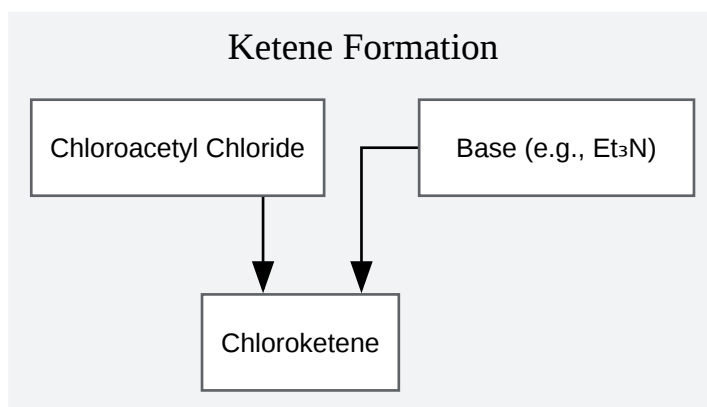 Ketene Formation
Chloroacetyl Chloride
Base (e.g., Et₃N)
Chloroketene